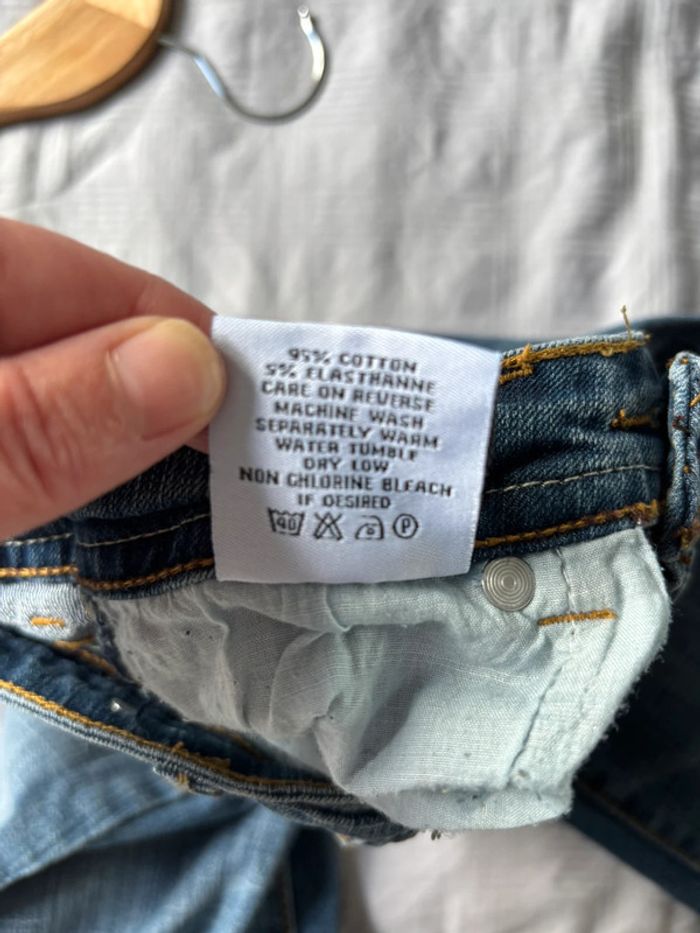 95% COTTON
5% ELASTHANNE
CARE ON REVERSE
MACHINE WASH
SEPARATELY WARM
WATER TUMBLE
DRY LOW
NON CHLORINE BLEACH
IF DESIRED
40 P